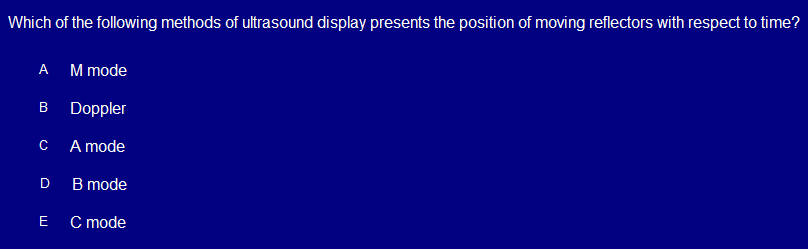 Which of the following methods of ultrasound display presents the position of moving reflectors with respect to time?
A M mode
B Doppler
C A mode
D B mode
E C mode